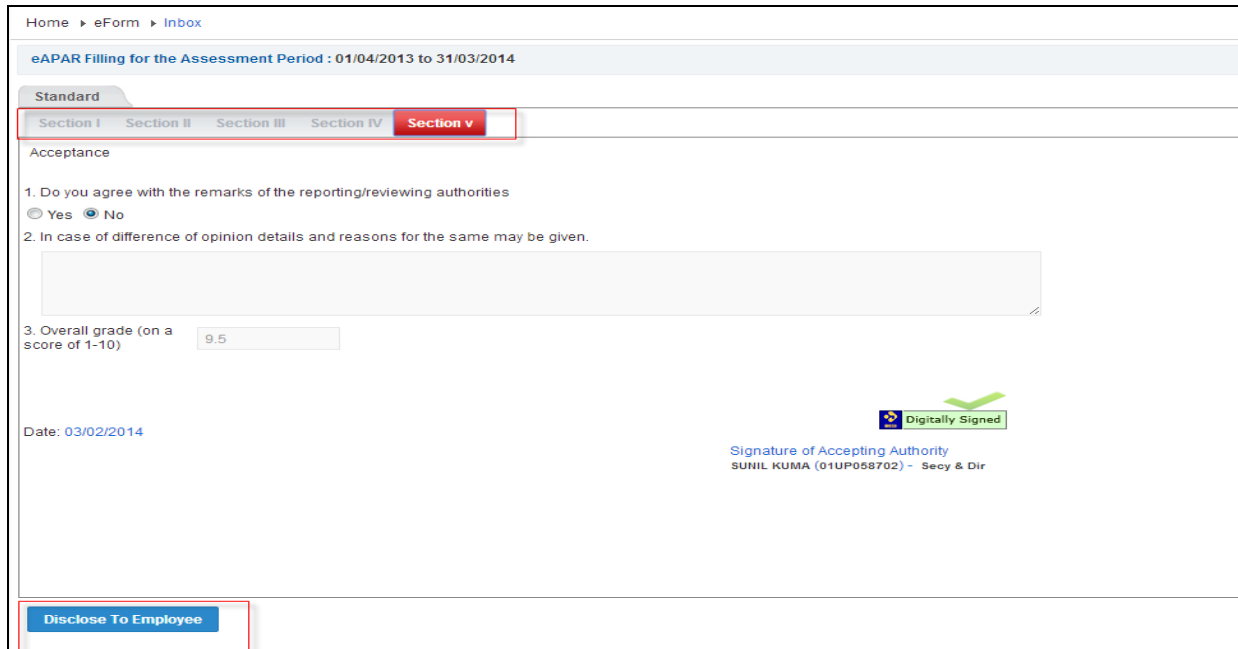 Home ▸ eForm ▸ Inbox
eAPAR Filling for the Assessment Period : 01/04/2013 to 31/03/2014
Standard
Section I Section II Section III Section IV Section v
Acceptance
1. Do you agree with the remarks of the reporting/reviewing authorities
Yes No
2. In case of difference of opinion details and reasons for the same may be given.
3. Overall grade (on a
score of 1-10)
9.5
Digitally Signed
Date: 03/02/2014
Signature of Accepting Authority
SUNIL KUMA (01UP058702) - Secy & Dir
Disclose To Employee